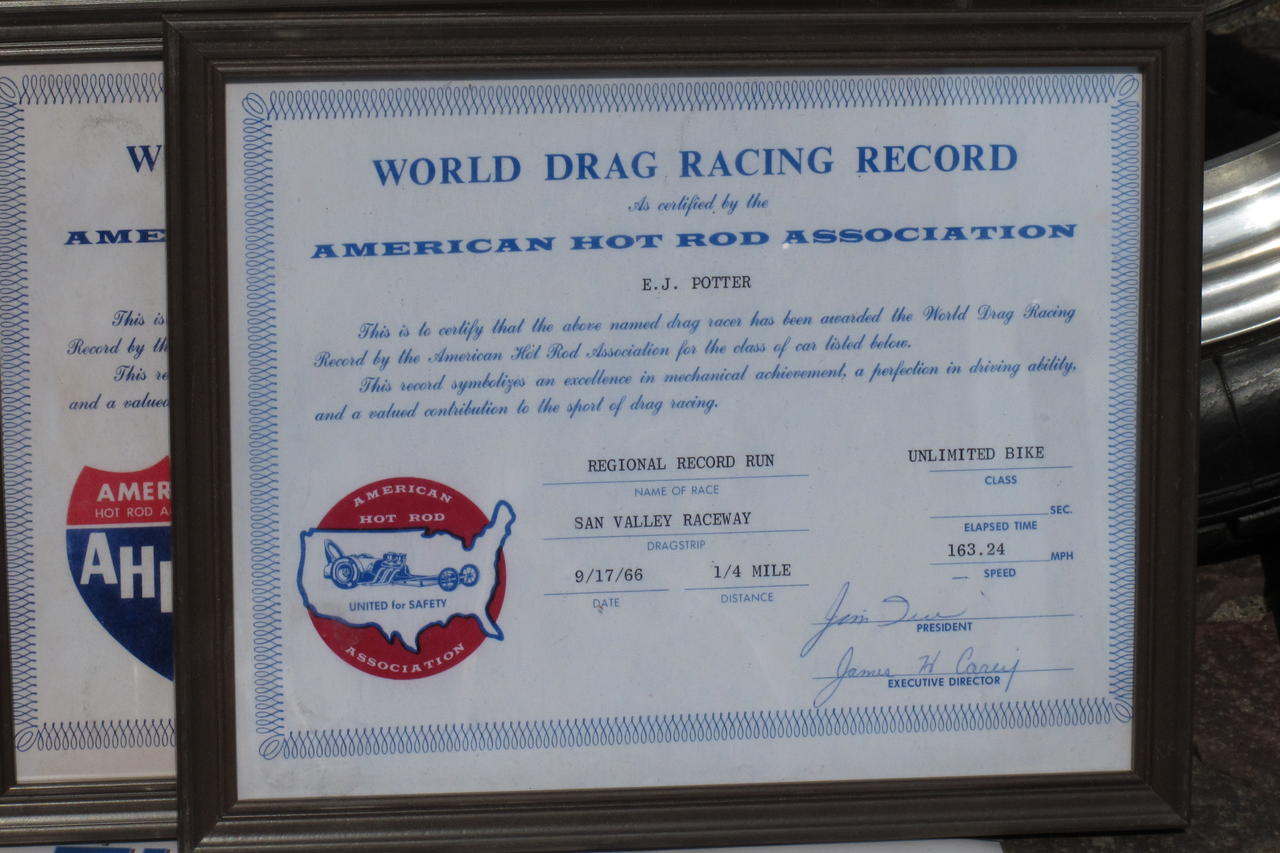 WORLD DRAG RACING RECORD
As certified by the
AMERICAN HOT ROD ASSOCIATION
E.J. POTTER
This is to certify that the above named drag racer has been awarded the World Drag Racing
Record by the American Hot Rod Association for the class of car listed below.
This record symbolizes an excellence in mechanical achievement, a perfection in driving ability,
and a valued contribution to the sport of drag racing.
REGIONAL RECORD RUN
NAME OF RACE
SAN VALLEY RACEWAY
DRAGSTRIP
9/17/66
DATE
1/4 MILE
DISTANCE
UNLIMITED BIKE
CLASS
SEC.
ELAPSED TIME
163.24 MPH
SPEED
Jim
PRESIDENT
James W Carey
EXECUTIVE DIRECTOR
AMERICAN
HOT ROD
UNITED for SAFETY
ASSOCIATION
W
AME
This is
Record by th
This re
and a valued
AMER
HOT ROD A
AH